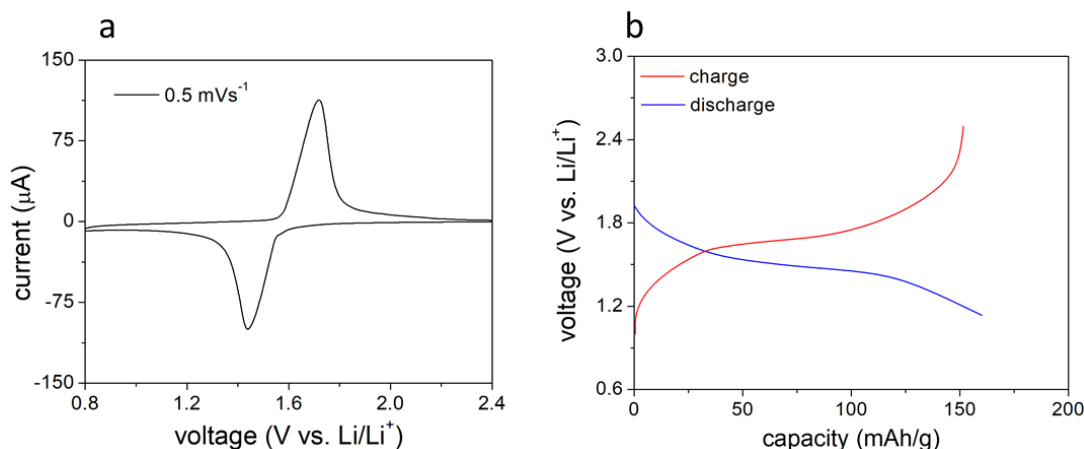 a
150
75
0
-75
-150
current (μA)
0.5 mVs⁻¹
0.8
1.2
1.6
2.0
2.4
voltage (V vs. Li/Li⁺)
b
3.0
2.4
1.8
1.2
0.6
voltage (V vs. Li/Li⁺)
charge
discharge
0
50
100
150
200
capacity (mAh/g)